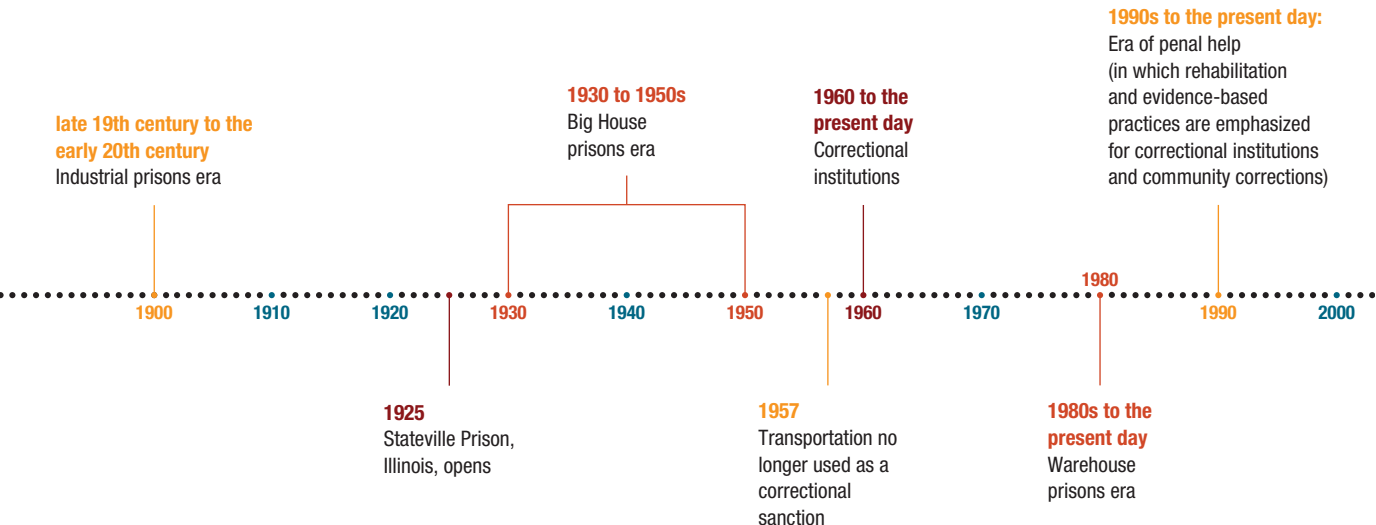 late 19th century to the
early 20th century
Industrial prisons era
1930 to 1950s
Big House
prisons era
1960 to the
present day
Correctional
institutions
1990s to the present day:
Era of penal help
(in which rehabilitation
and evidence-based
practices are emphasized
for correctional institutions
and community corrections)
1900
1910
1920
1930
1940
1950
1960
1970
1980
1990
2000
1925
Stateville Prison,
Illinois, opens
1957
Transportation no
longer used as a
correctional
sanction
1980s to the
present day
Warehouse
prisons era